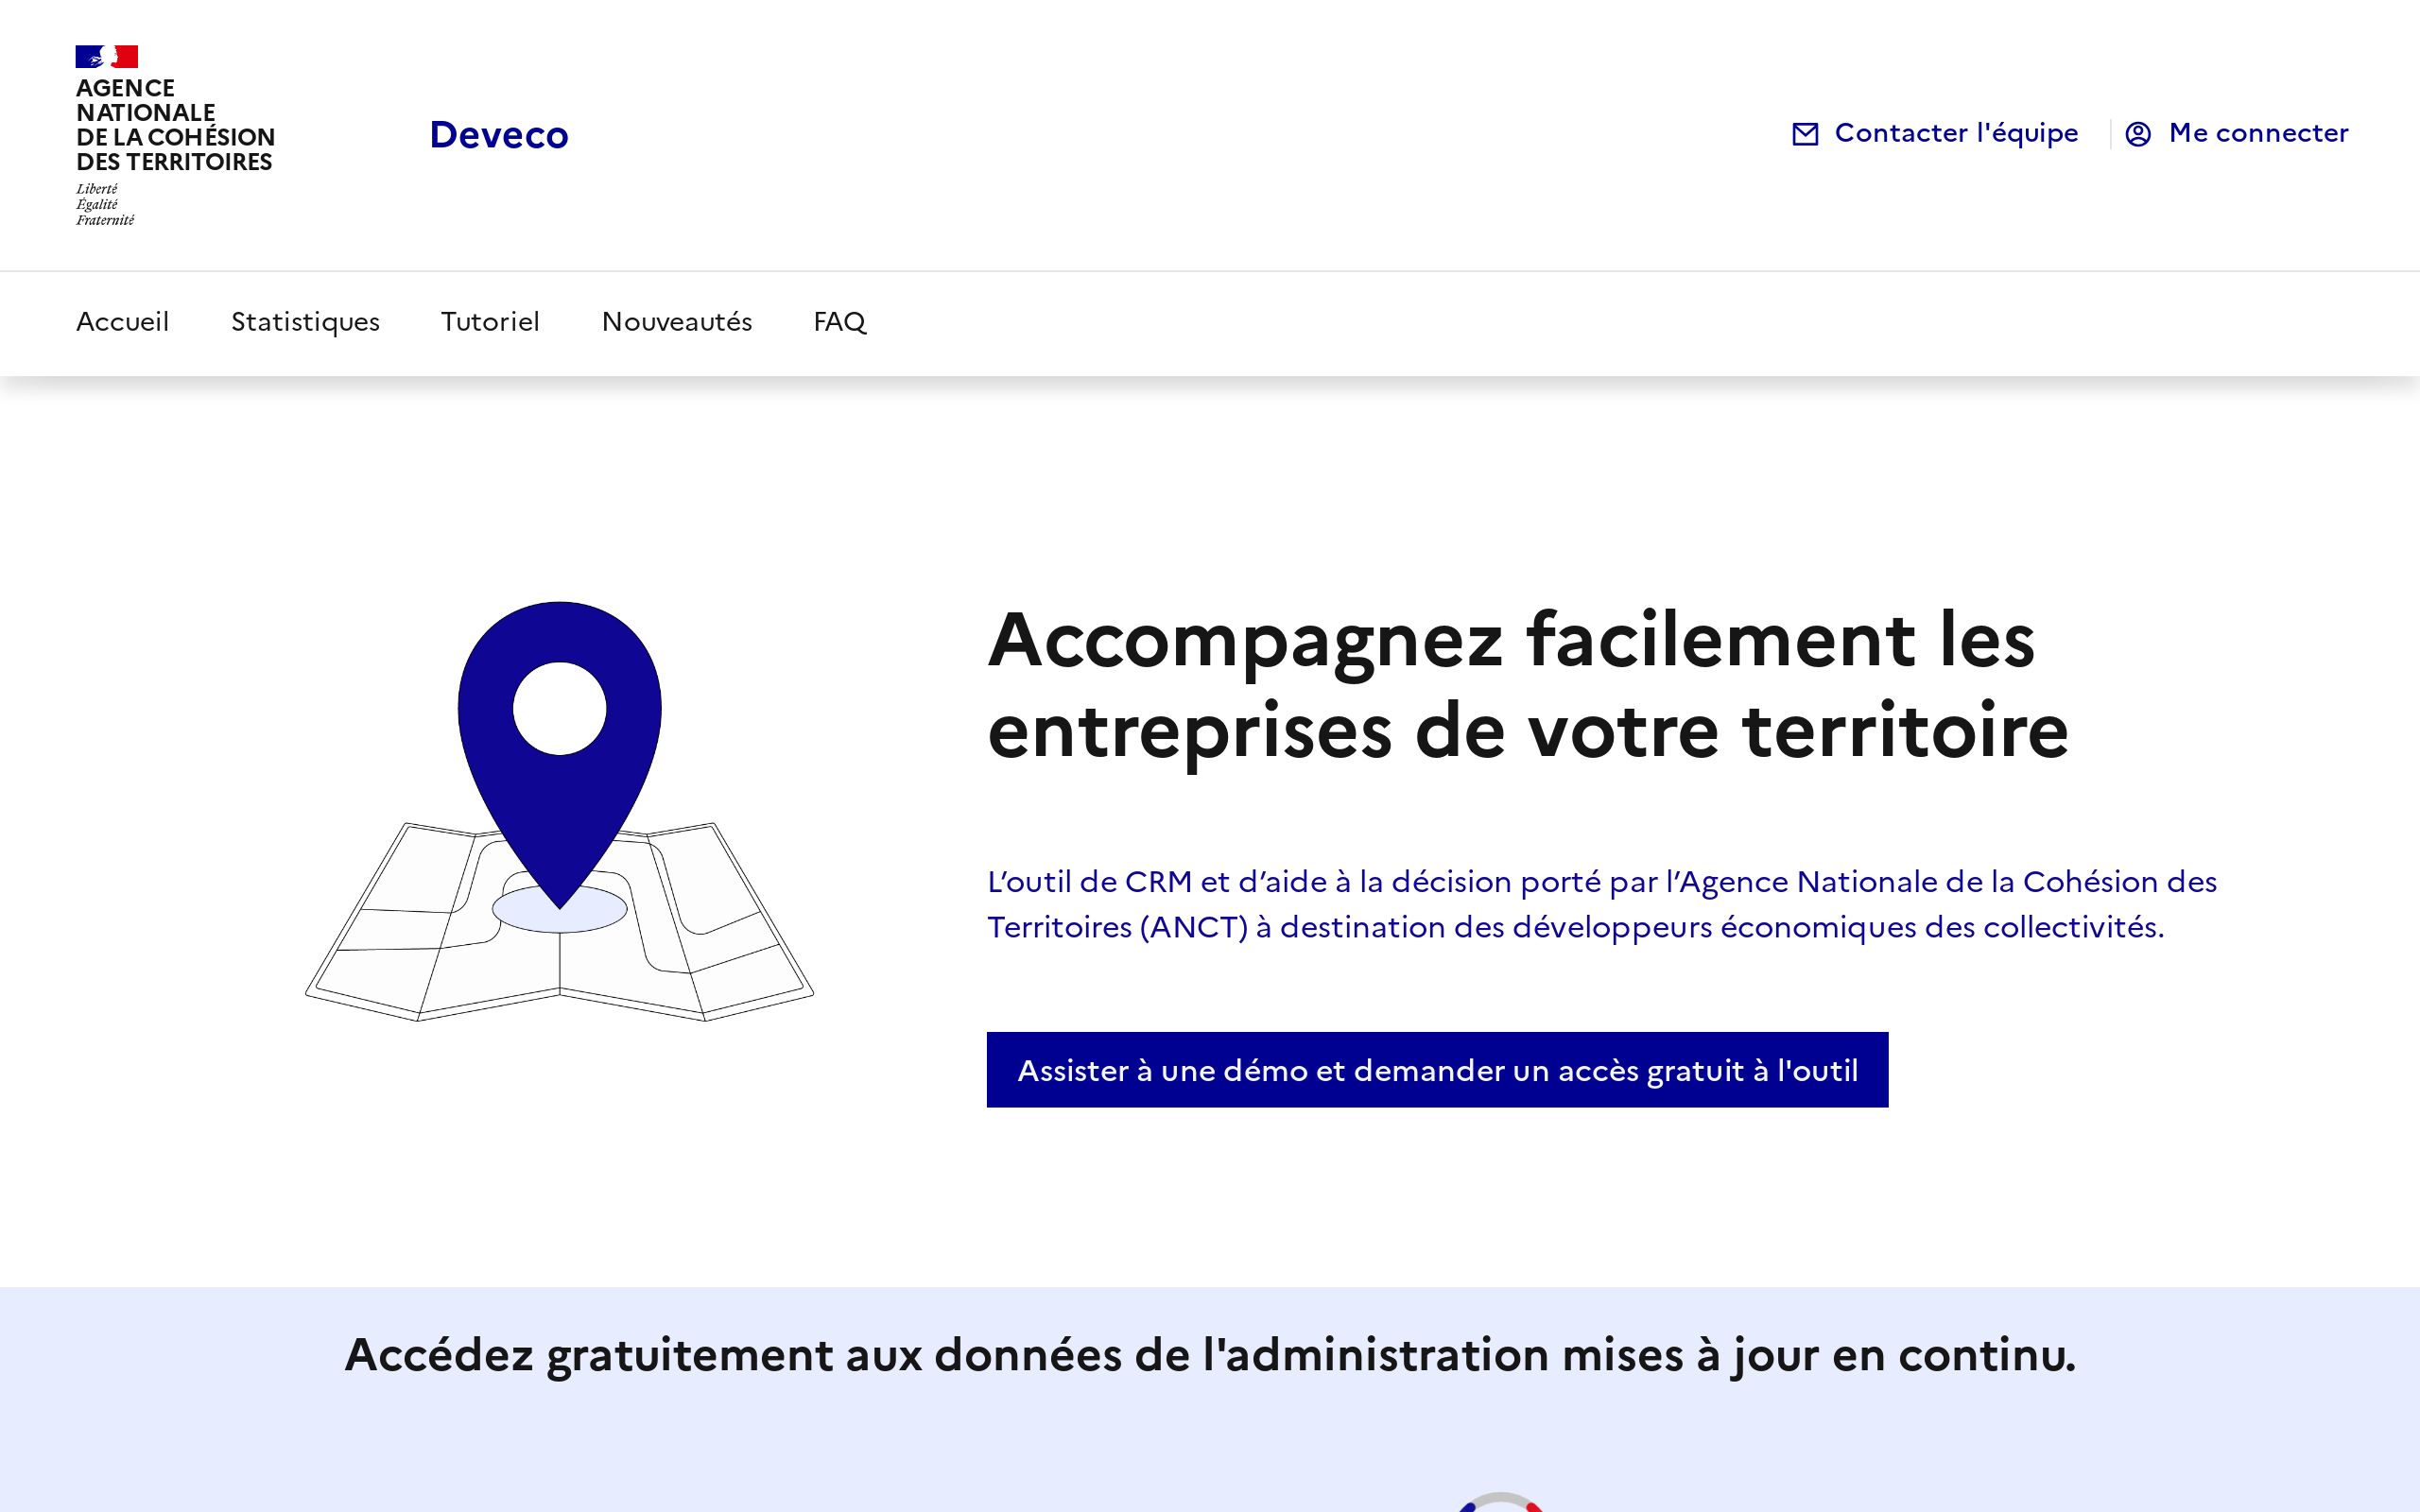 AGENCE
NATIONALE
DE LA COHÉSION
DES TERRITOIRES
Liberté
Égalité
Fraternité
Deveco
Contacter l'équipe
Me connecter
Accueil
Statistiques
Tutoriel
Nouveautés
FAQ
Accompagnez facilement les
entreprises de votre territoire
L’outil de CRM et d’aide à la décision porté par l’Agence Nationale de la Cohésion des
Territoires (ANCT) à destination des développeurs économiques des collectivités.
Assister à une démo et demander un accès gratuit à l'outil
Accédez gratuitement aux données de l'administration mises à jour en continu.